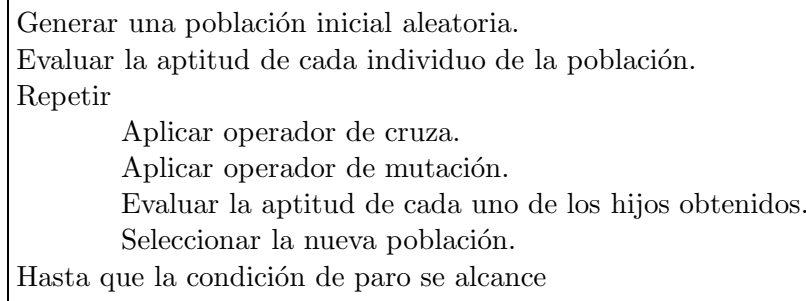 Generar una población inicial aleatoria.
Evaluar la aptitud de cada individuo de la población.
Repetir
Aplicar operador de cruza.
Aplicar operador de mutación.
Evaluar la aptitud de cada uno de los hijos obtenidos.
Seleccionar la nueva población.
Hasta que la condición de paro se alcance